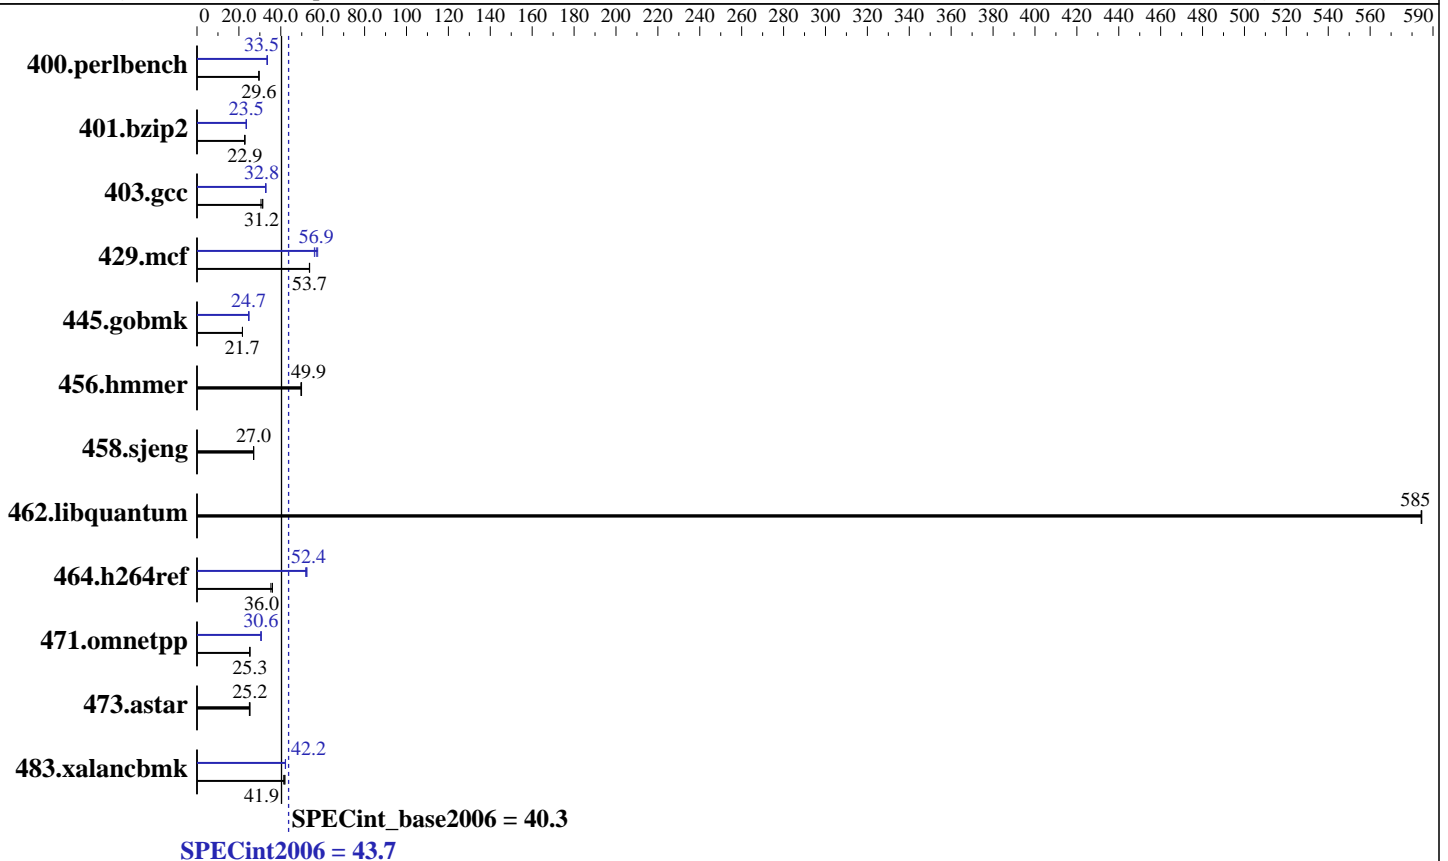 0 20.0 40.0 60.0 80.0 100 120 140 160 180 200 220 240 260 280 300 320 340 360 380 400 420 440 460 480 500 520 540 560 590
33.5
400.perlbench
29.6
23.5
401.bzip2
22.9
32.8
403.gcc
31.2
56.9
429.mcf
53.7
24.7
445.gobmk
21.7
49.9
456.hmmer
27.0
458.sjeng
585
462.libquantum
52.4
464.h264ref
36.0
30.6
471.omnetpp
25.3
25.2
473.astar
42.2
483.xalancbmk
41.9
SPECint_base2006 = 40.3
SPECint2006 = 43.7